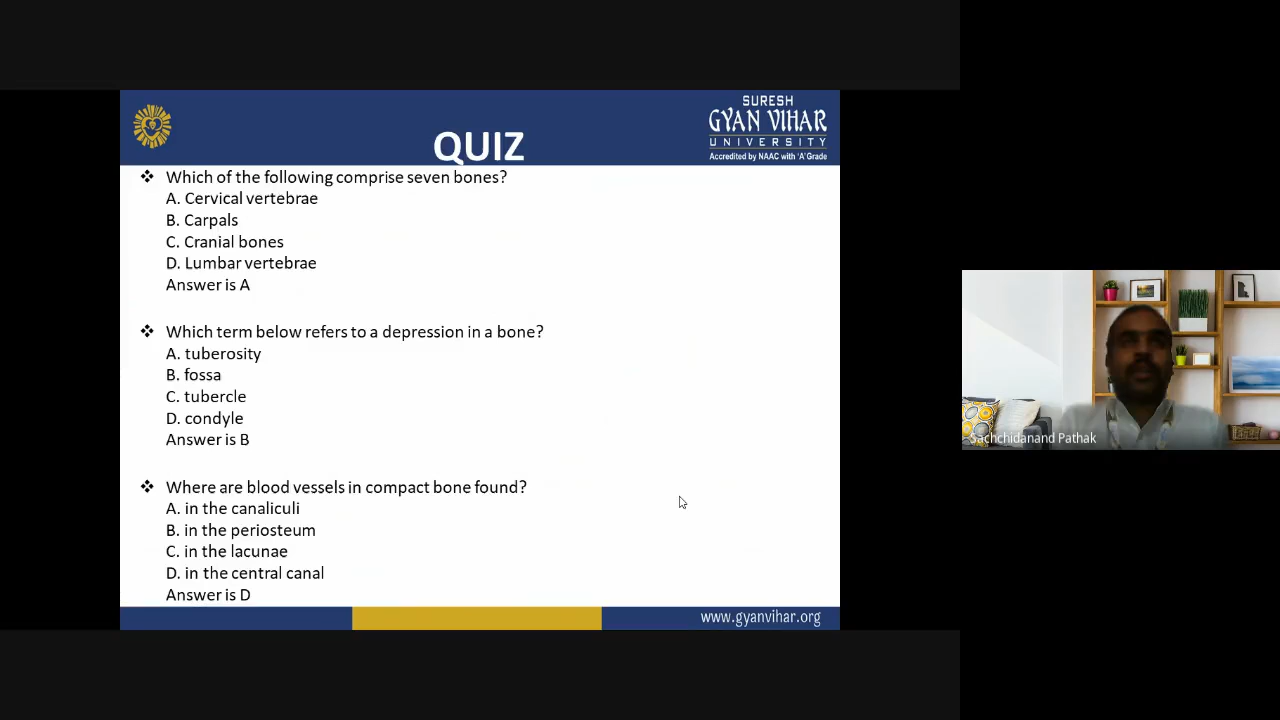 SURESH
GYAN VIHAR
UNIVERSITY
Accredited by NAAC with 'A' Grade
QUIZ
❖ Which of the following comprise seven bones?
A. Cervical vertebrae
B. Carpals
C. Cranial bones
D. Lumbar vertebrae
Answer is A
❖ Which term below refers to a depression in a bone?
A. tuberosity
B. fossa
C. tubercle
D. condyle
Answer is B
❖ Where are blood vessels in compact bone found?
A. in the canaliculi
B. in the periosteum
C. in the lacunae
D. in the central canal
Answer is D
www.gyanvihar.org
Sachchidanand Pathak